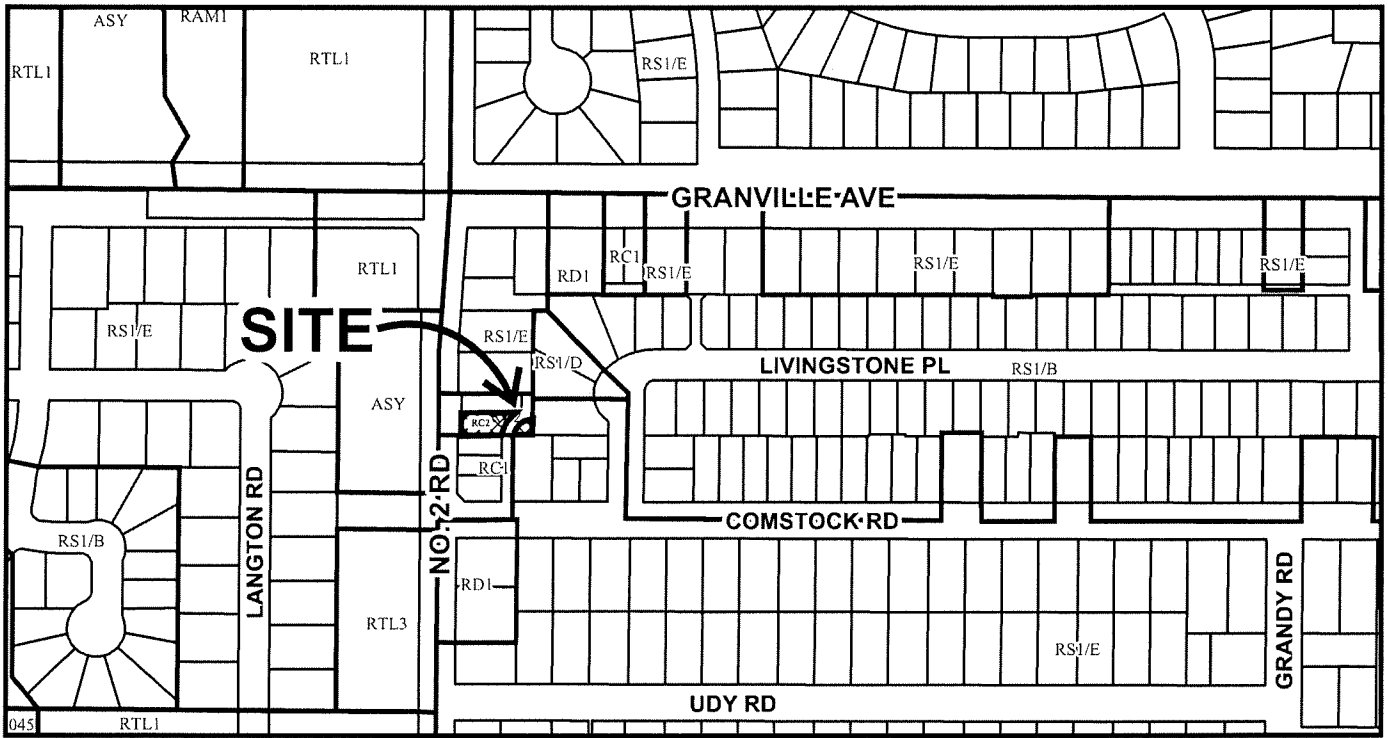 ASY
RAM1
RTL1
RTL1
RS1/E
GRANVILLE AVE
RTL1
RD1
RC1
RS1/E
RS1/E
RS1/E
RS1/E
SITE
RS1/E
RS1/D
LIVINGSTONE PL
RS1/B
ASY
RC2
RC1
LANGTON RD
NO. 2 RD
COMSTOCK RD
RS1/B
RD1
GRANDY RD
RTL3
RS1/E
UDY RD
045
RTL1